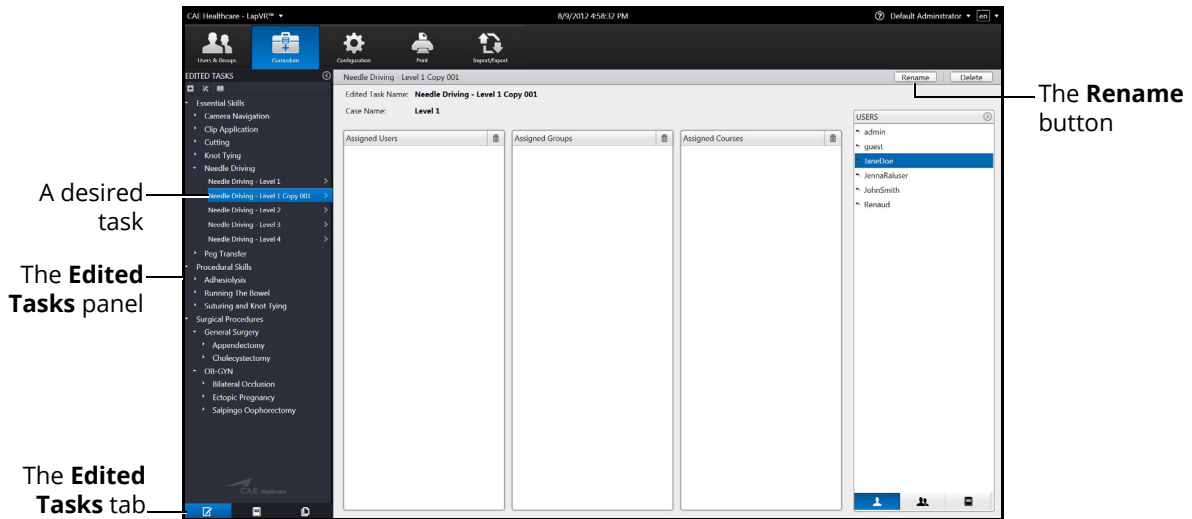 CAE Healthcare - LapVR™
8/9/2012 4:58:32 PM
Default Adminstrator
en
Users & Groups
Curriculum
Configuration
Print
Import/Export
EDITED TASKS
Needle Driving - Level 1 Copy 001
Rename
Delete
Edited Task Name: Needle Driving - Level 1 Copy 001
Case Name: Level 1
Essential Skills
Camera Navigation
Clip Application
Cutting
Knot Tying
Needle Driving
Needle Driving - Level 1
Needle Driving - Level 1 Copy 001
Needle Driving - Level 2
Needle Driving - Level 3
Needle Driving - Level 4
Peg Transfer
Procedural Skills
Adhesiolysis
Running The Bowel
Suturing and Knot Tying
Surgical Procedures
General Surgery
Appendectomy
Cholecystectomy
OB-GYN
Bilateral Occlusion
Ectopic Pregnancy
Salpingo Oophorectomy
CAE Healthcare
Assigned Users
Assigned Groups
Assigned Courses
USERS
admin
guest
JaneDoe
JennaRaluser
JohnSmith
Renaud
The Rename
button
A desired
task
The Edited
Tasks panel
The Edited
Tasks tab